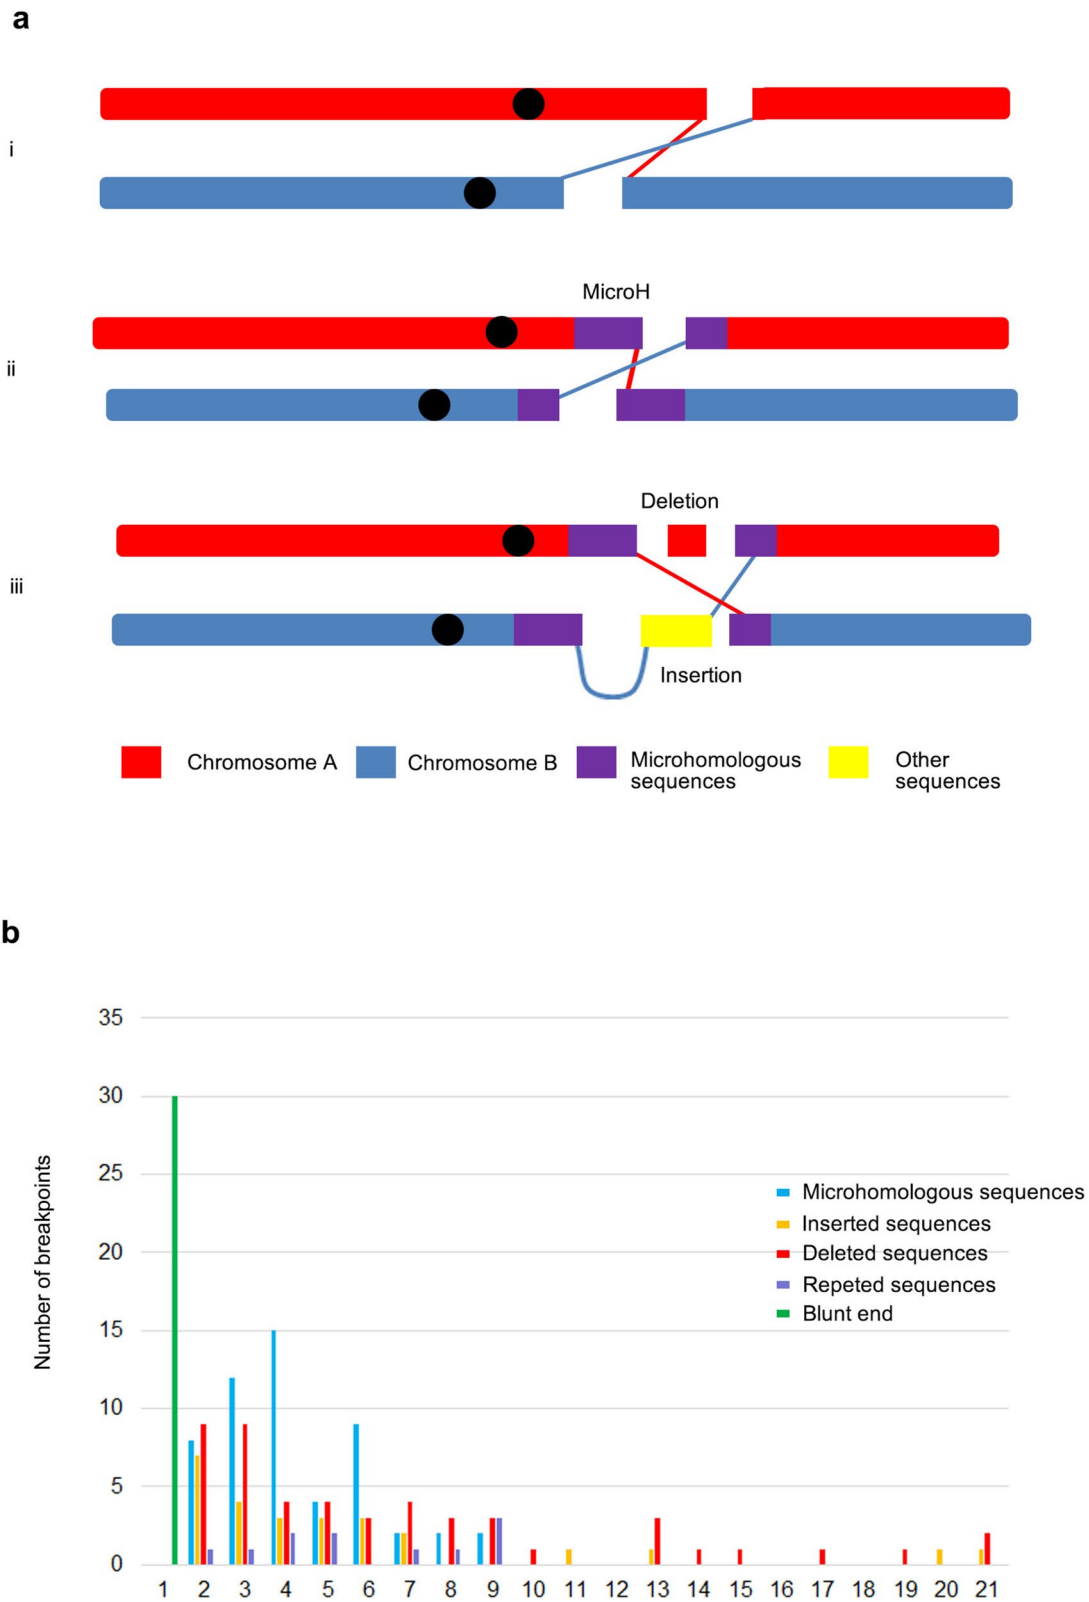 a
i
MicroH
ii
Deletion
iii
Insertion
Chromosome A
Chromosome B
Microhomologous
sequences
Other
sequences
b
Number of breakpoints
35
30
25
20
15
10
5
0
Microhomologous sequences
Inserted sequences
Deleted sequences
Repeted sequences
Blunt end
1 2 3 4 5 6 7 8 9 10 11 12 13 14 15 16 17 18 19 20 21